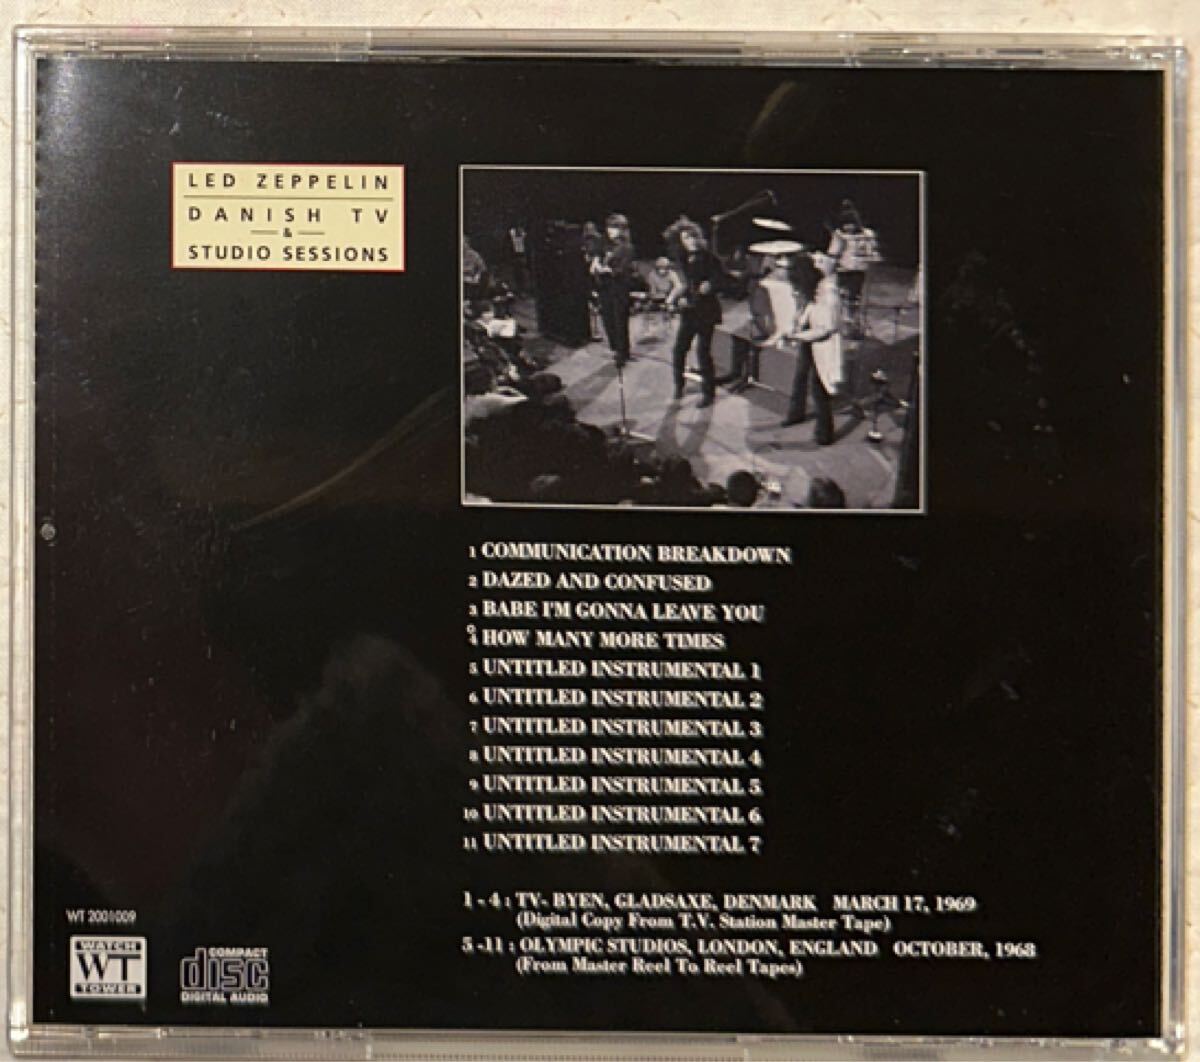 LED ZEPPELIN
DANISH TV
&
STUDIO SESSIONS
1 COMMUNICATION BREAKDOWN
2 DAZED AND CONFUSED
3 BABE I'M GONNA LEAVE YOU
4 HOW MANY MORE TIMES
5 UNTITLED INSTRUMENTAL 1
6 UNTITLED INSTRUMENTAL 2
7 UNTITLED INSTRUMENTAL 3
8 UNTITLED INSTRUMENTAL 4
9 UNTITLED INSTRUMENTAL 5
10 UNTITLED INSTRUMENTAL 6
11 UNTITLED INSTRUMENTAL 7
1 - 4 : TV- BYEN, GLADSAXE, DENMARK MARCH 17, 1969
(Digital Copy From T.V. Station Master Tape)
5 -11 : OLYMPIC STUDIOS, LONDON, ENGLAND OCTOBER, 1968
(From Master Reel To Reel Tapes)
WT 2001009
WATCH
WT
TOWER
COMPACT
disc
DIGITAL AUDIO